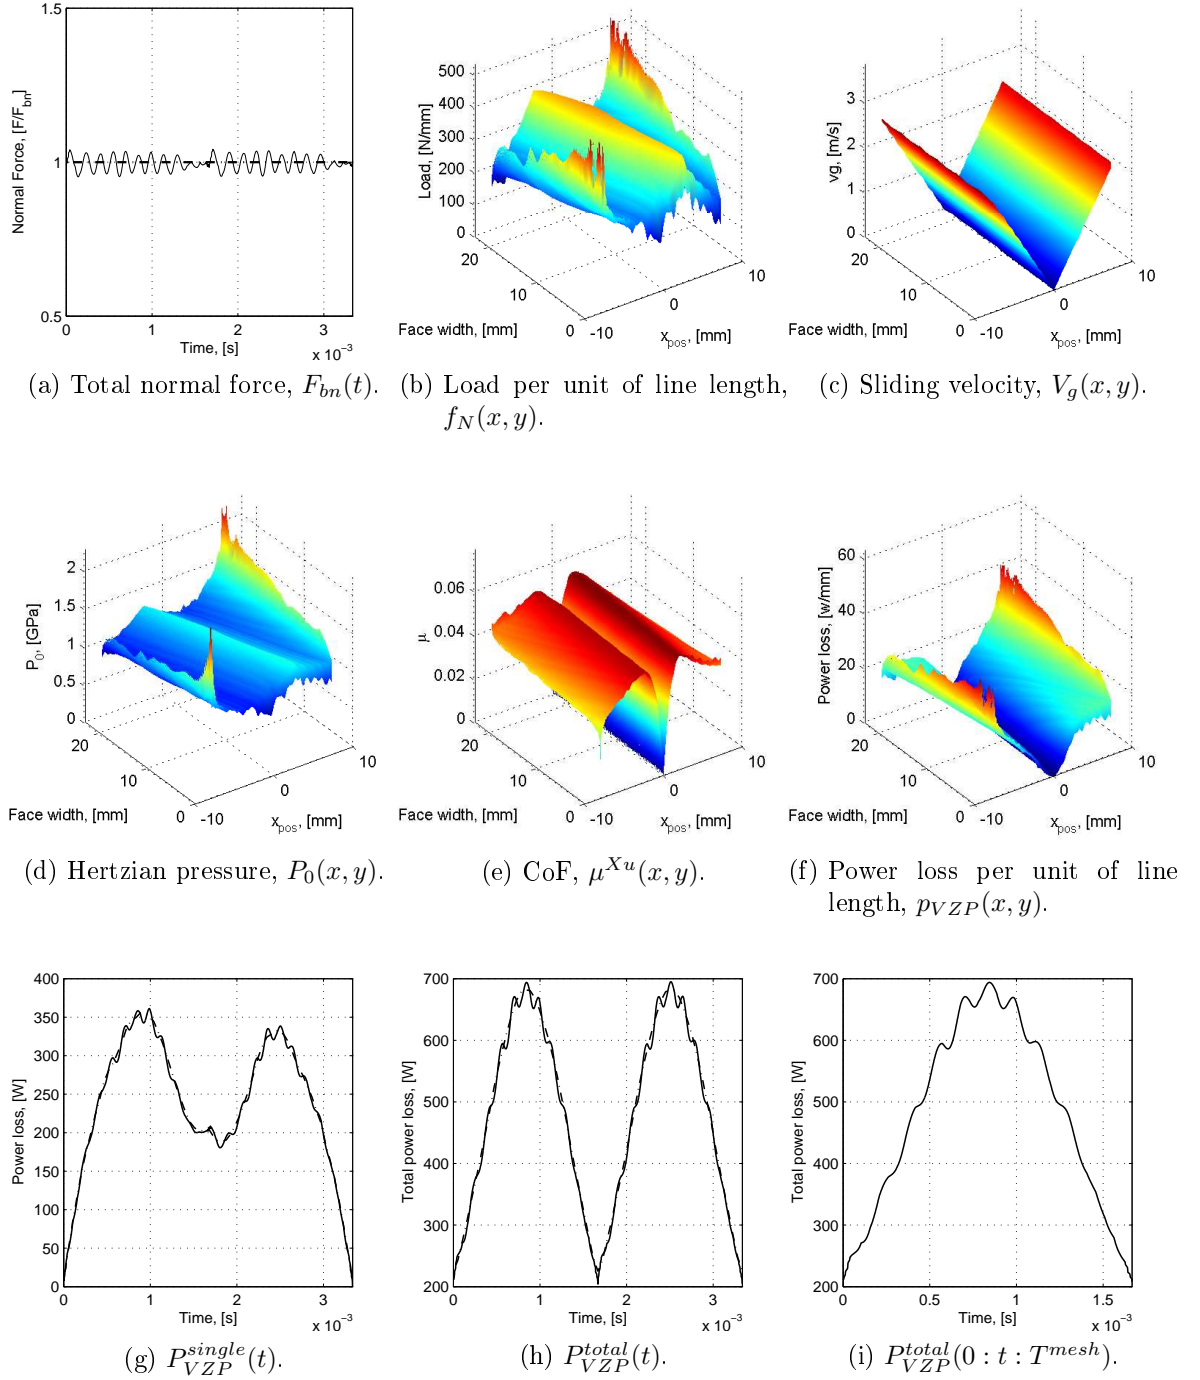 1.5
1
0.5
Normal Force, [F/F_bn]
0 1 2 3
Time, [s]
x 10^-3
(a) Total normal force, F_bn(t).
500
400
300
200
100
0
Load, [N/mm]
20
10
0
Face width, [mm]
-10
0
10
x_pos, [mm]
(b) Load per unit of line length,
f_N(x, y).
3
2
1
0
vg, [m/s]
20
10
0
Face width, [mm]
-10
0
10
x_pos, [mm]
(c) Sliding velocity, V_g(x, y).
2
1.5
1
0.5
0
P_0, [GPa]
20
10
0
Face width, [mm]
-10
0
10
x_pos, [mm]
(d) Hertzian pressure, P_0(x, y).
0.06
0.04
0.02
0
μ
20
10
0
Face width, [mm]
-10
0
10
x_pos, [mm]
(e) CoF, μ^Xu(x, y).
60
40
20
0
Power loss, [w/mm]
20
10
0
Face width, [mm]
-10
0
10
x_pos, [mm]
(f) Power loss per unit of line
length, p_VZP(x, y).
400
350
300
250
200
150
100
50
0
Power loss, [W]
0 1 2 3
Time, [s]
x 10^-3
(g) P_VZP^single(t).
700
600
500
400
300
200
Total power loss, [W]
0 1 2 3
Time, [s]
x 10^-3
(h) P_VZP^total(t).
700
600
500
400
300
200
Total power loss, [W]
0 0.5 1 1.5
Time, [s]
x 10^-3
(i) P_VZP^total(0 : t : T^mesh).